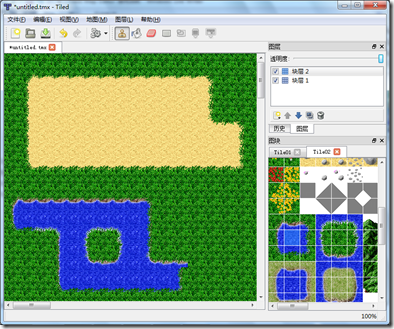 *untitled.tmx - Tiled
文件(F) 编辑(E) 视图(V) 地图(M) 图层(L) 帮助(H)
*untitled.tmx
图层
透明度:
块层 2
块层 1
历史 图层
图块
Tile01 Tile02
100%